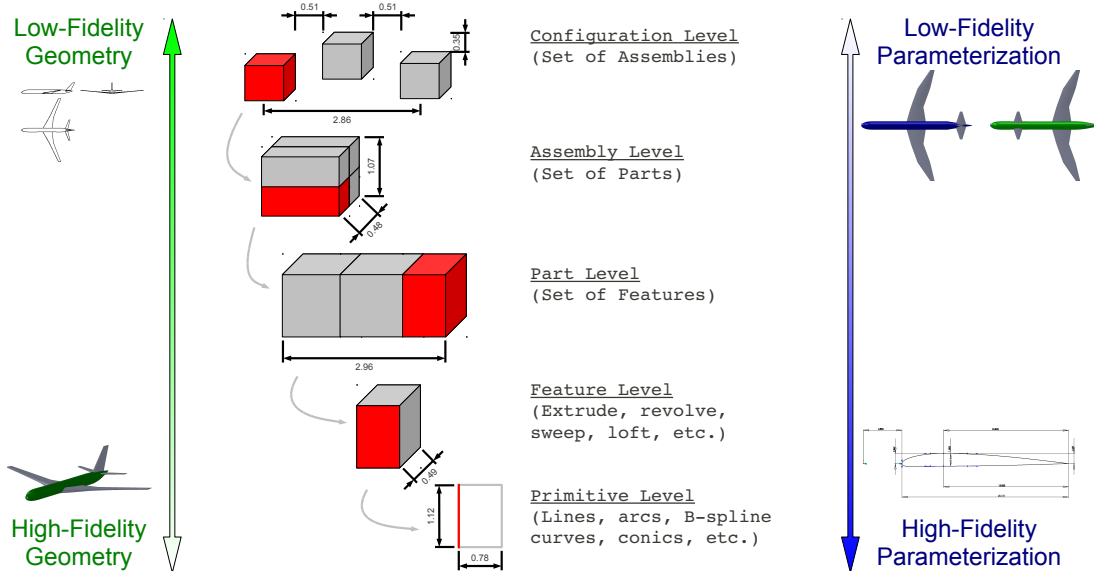 Low-Fidelity
Geometry
0.51
0.51
0.35
2.86
Configuration Level
(Set of Assemblies)
Low-Fidelity
Parameterization
1.07
0.48
Assembly Level
(Set of Parts)
2.96
Part Level
(Set of Features)
0.49
Feature Level
(Extrude, revolve,
sweep, loft, etc.)
1.12
0.78
Primitive Level
(Lines, arcs, B-spline
curves, conics, etc.)
High-Fidelity
Geometry
High-Fidelity
Parameterization